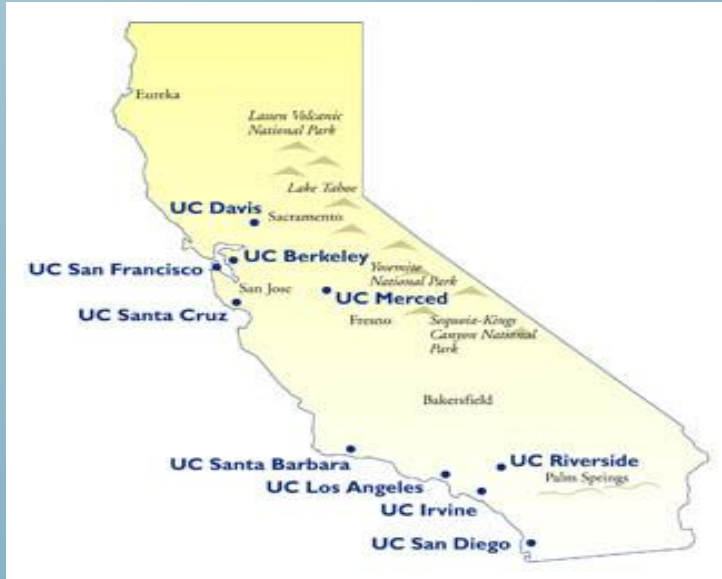 Eureka
Lassen Volcanic
National Park
Lake Tahoe
UC Davis
Sacramento
UC Berkeley
UC San Francisco
Yosemite
National Park
San Jose
UC Merced
UC Santa Cruz
Fresno
Sequoia-Kings
Canyon National
Park
Bakersfield
UC Santa Barbara
UC Riverside
Palm Springs
UC Los Angeles
UC Irvine
UC San Diego